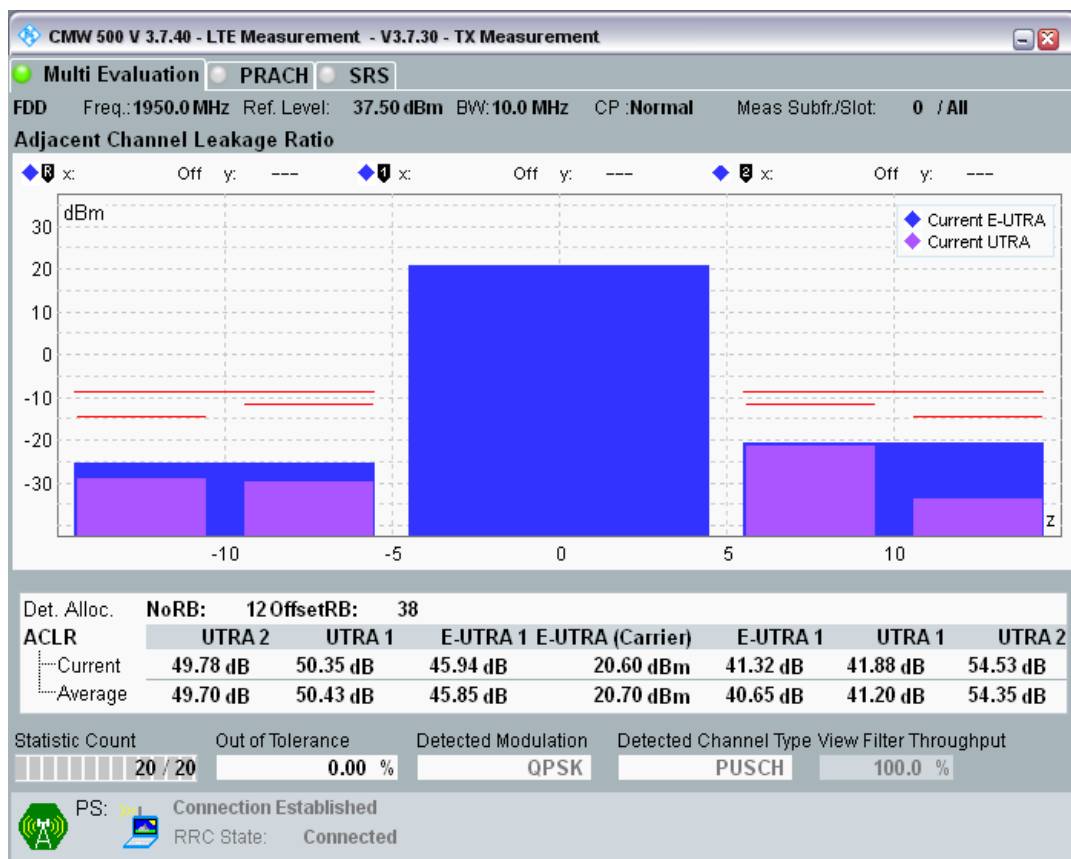 CMW 500 V 3.7.40 - LTE Measurement - V3.7.30 - TX Measurement
Multi Evaluation PRACH SRS
FDD Freq.: 1950.0 MHz Ref. Level: 37.50 dBm BW: 10.0 MHz CP : Normal Meas Subfr./Slot: 0 / All
Adjacent Channel Leakage Ratio
R x: Off y: --- 1 x: Off y: --- 2 x: Off y: ---
dBm
Current E-UTRA
Current UTRA
30
20
10
0
-10
-20
-30
z
-10 -5 0 5 10
Det. Alloc. NoRB: 12 OffsetRB: 38
ACLR UTRA 2 UTRA 1 E-UTRA 1 E-UTRA (Carrier) E-UTRA 1 UTRA 1 UTRA 2
Current 49.78 dB 50.35 dB 45.94 dB 20.60 dBm 41.32 dB 41.88 dB 54.53 dB
Average 49.70 dB 50.43 dB 45.85 dB 20.70 dBm 40.65 dB 41.20 dB 54.35 dB
Statistic Count Out of Tolerance Detected Modulation Detected Channel Type View Filter Throughput
20 / 20 0.00 % QPSK PUSCH 100.0 %
PS: Connection Established
RRC State: Connected